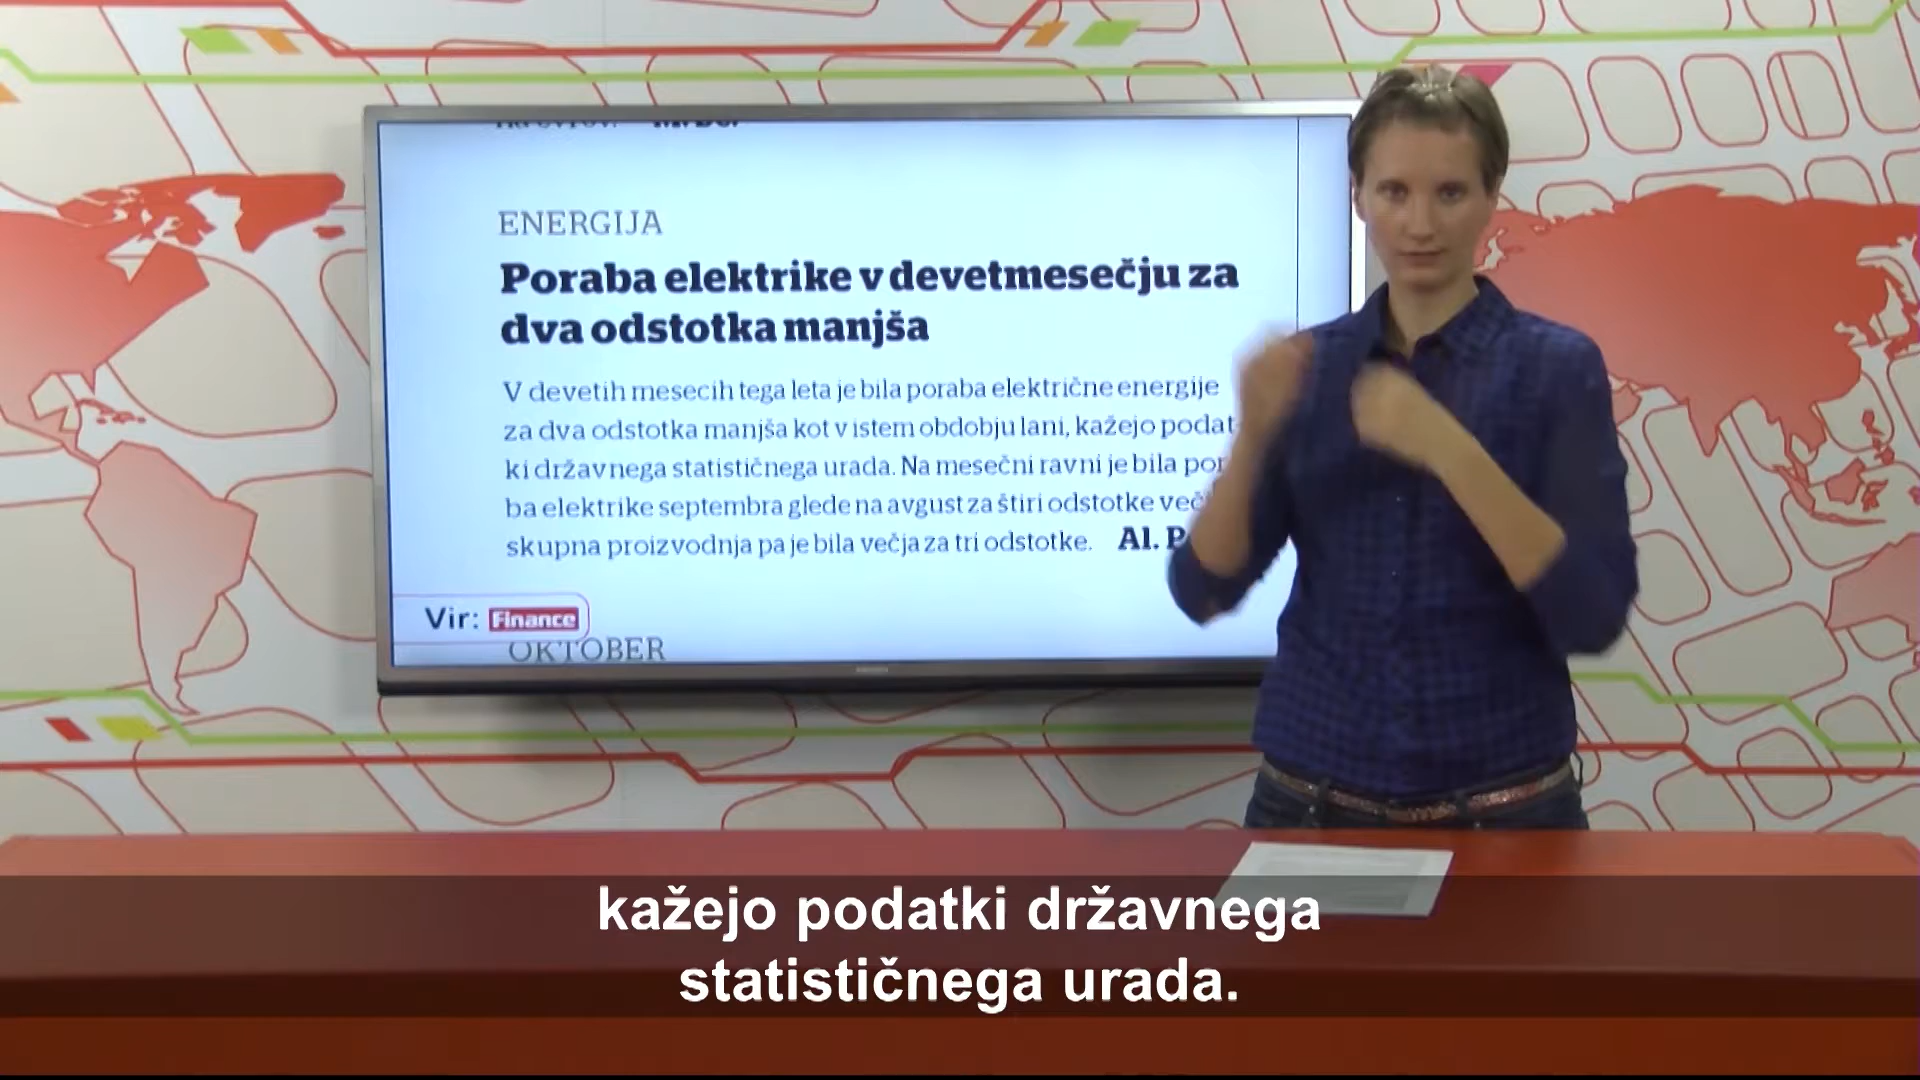 ENERGIJA
Poraba elektrike v devetmesečju za
dva odstotka manjša
V devetih mesecih tega leta je bila poraba električne energije
za dva odstotka manjša kot v istem obdobju lani, kažejo podat-
ki državnega statističnega urada. Na mesečni ravni je bila por
ba elektrike septembra glede na avgust za štiri odstotke več
skupna proizvodnja pa je bila večja za tri odstotke. Al. P
Vir: Finance
OKTOBER
kažejo podatki državnega
statističnega urada.